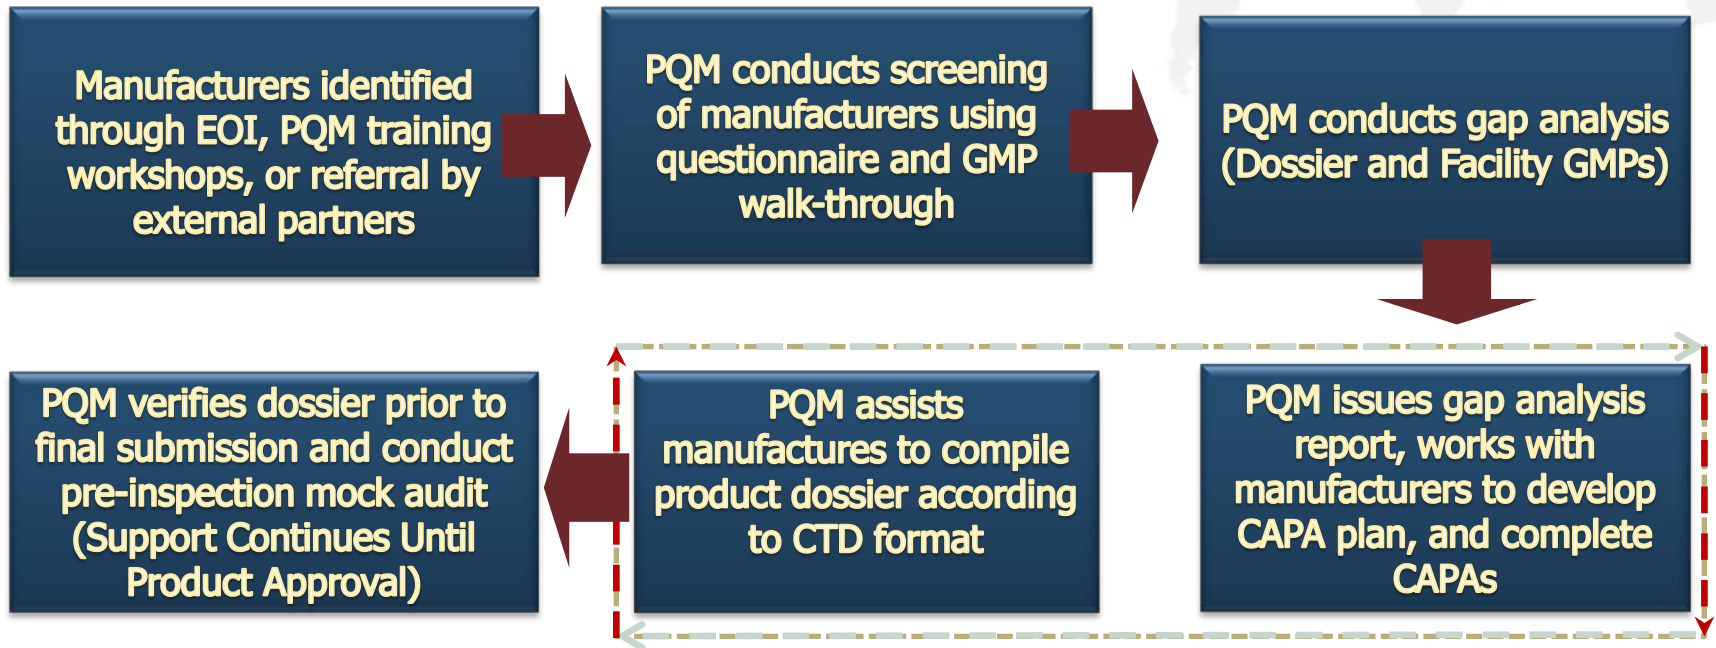 Manufacturers identified
through EOI, PQM training
workshops, or referral by
external partners
PQM conducts screening
of manufacturers using
questionnaire and GMP
walk-through
PQM conducts gap analysis
(Dossier and Facility GMPs)
PQM issues gap analysis
report, works with
manufacturers to develop
CAPA plan, and complete
CAPAs
PQM assists
manufactures to compile
product dossier according
to CTD format
PQM verifies dossier prior to
final submission and conduct
pre-inspection mock audit
(Support Continues Until
Product Approval)